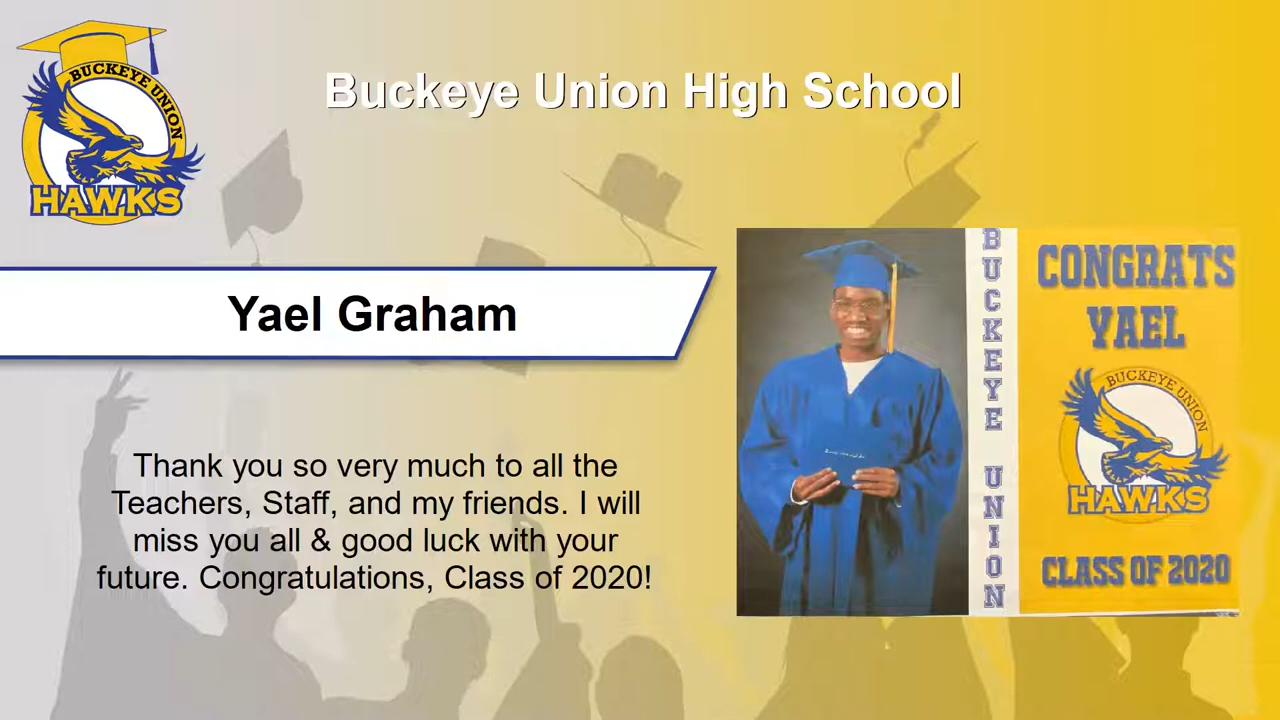 BUCKEYE UNION
HAWKS
Buckeye Union High School
Yael Graham
Thank you so very much to all the
Teachers, Staff, and my friends. I will
miss you all & good luck with your
future. Congratulations, Class of 2020!
BUCKEYE UNION
CONGRATS
YAEL
BUCKEYE UNION
HAWKS
CLASS OF 2020